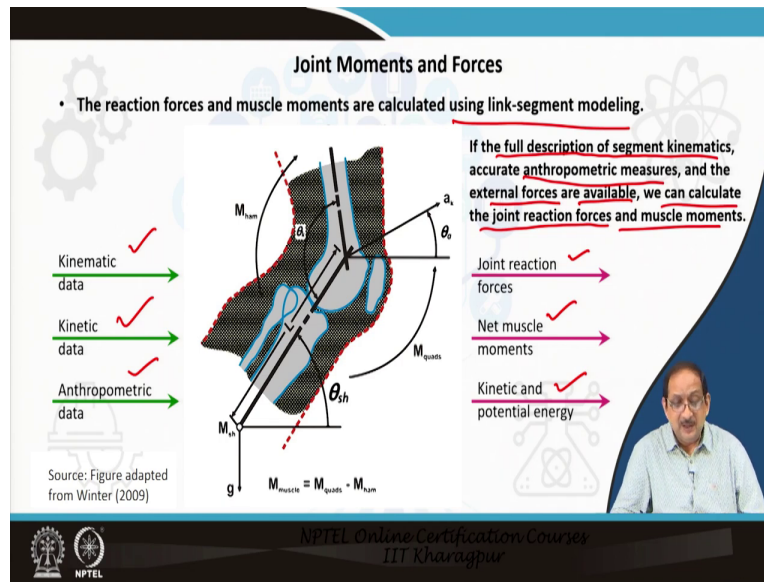 Joint Moments and Forces
• The reaction forces and muscle moments are calculated using link-segment modeling.
If the full description of segment kinematics,
accurate anthropometric measures, and the
external forces are available, we can calculate
the joint reaction forces and muscle moments.
Kinematic
data
Kinetic
data
Anthropometric
data
M_ham
θ_k
a_k
θ_a
L
M_quads
θ_sh
M_sh
g
M_muscle = M_quads - M_ham
Joint reaction
forces
Net muscle
moments
Kinetic and
potential energy
Source: Figure adapted
from Winter (2009)
NPTEL
NPTEL Online Certification Courses
IIT Kharagpur